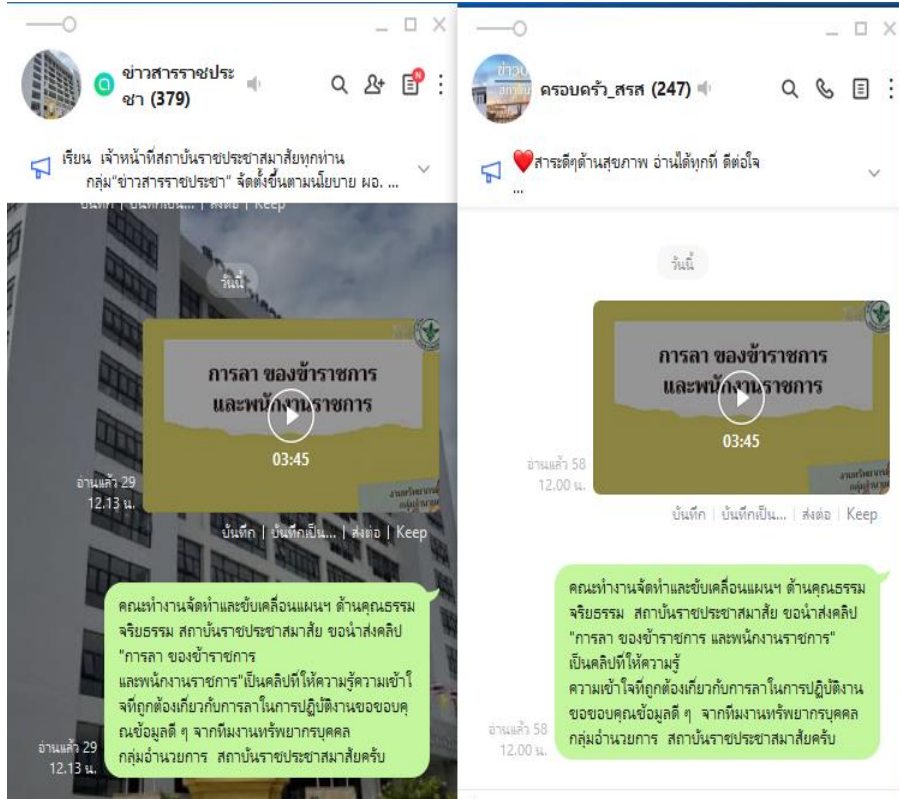 ข่าวสารราชประ
ชา (379)
เรียน เจ้าหน้าที่สถาบันราชประชาสมาสัยทุกท่าน
กลุ่ม"ข่าวสารราชประชา" จัดตั้งขึ้นตามนโยบาย ผอ. ...
บันทึก | บันทึกเป็น... | ส่งต่อ | Keep
วันนี้
การลา ของข้าราชการ
และพนักงานราชการ
03:45
อ่านแล้ว 29
12.13 น.
บันทึก | บันทึกเป็น... | ส่งต่อ | Keep
คณะทำงานจัดทำและขับเคลื่อนแผนฯ ด้านคุณธรรม
จริยธรรม สถาบันราชประชาสมาสัย ขอนำส่งคลิป
"การลา ของข้าราชการ
และพนักงานราชการ"เป็นคลิปที่ให้ความรู้ความเข้าใ
จที่ถูกต้องเกี่ยวกับการลาในการปฏิบัติงานขอขอบคุ
ณข้อมูลดี ๆ จากทีมงานทรัพยากรบุคคล
กลุ่มอำนวยการ สถาบันราชประชาสมาสัยครับ
อ่านแล้ว 29
12.13 น.
ครอบครัว_สรส (247)
❤️สาระดีๆด้านสุขภาพ อ่านได้ทุกที่ ดีต่อใจ
...
วันนี้
การลา ของข้าราชการ
และพนักงานราชการ
03:45
อ่านแล้ว 58
12.00 น.
บันทึก | บันทึกเป็น... | ส่งต่อ | Keep
คณะทำงานจัดทำและขับเคลื่อนแผนฯ ด้านคุณธรรม
จริยธรรม สถาบันราชประชาสมาสัย ขอนำส่งคลิป
"การลา ของข้าราชการ และพนักงานราชการ"
เป็นคลิปที่ให้ความรู้
ความเข้าใจที่ถูกต้องเกี่ยวกับการลาในการปฏิบัติงาน
ขอขอบคุณข้อมูลดี ๆ จากทีมงานทรัพยากรบุคคล
กลุ่มอำนวยการ สถาบันราชประชาสมาสัยครับ
อ่านแล้ว 58
12.00 น.